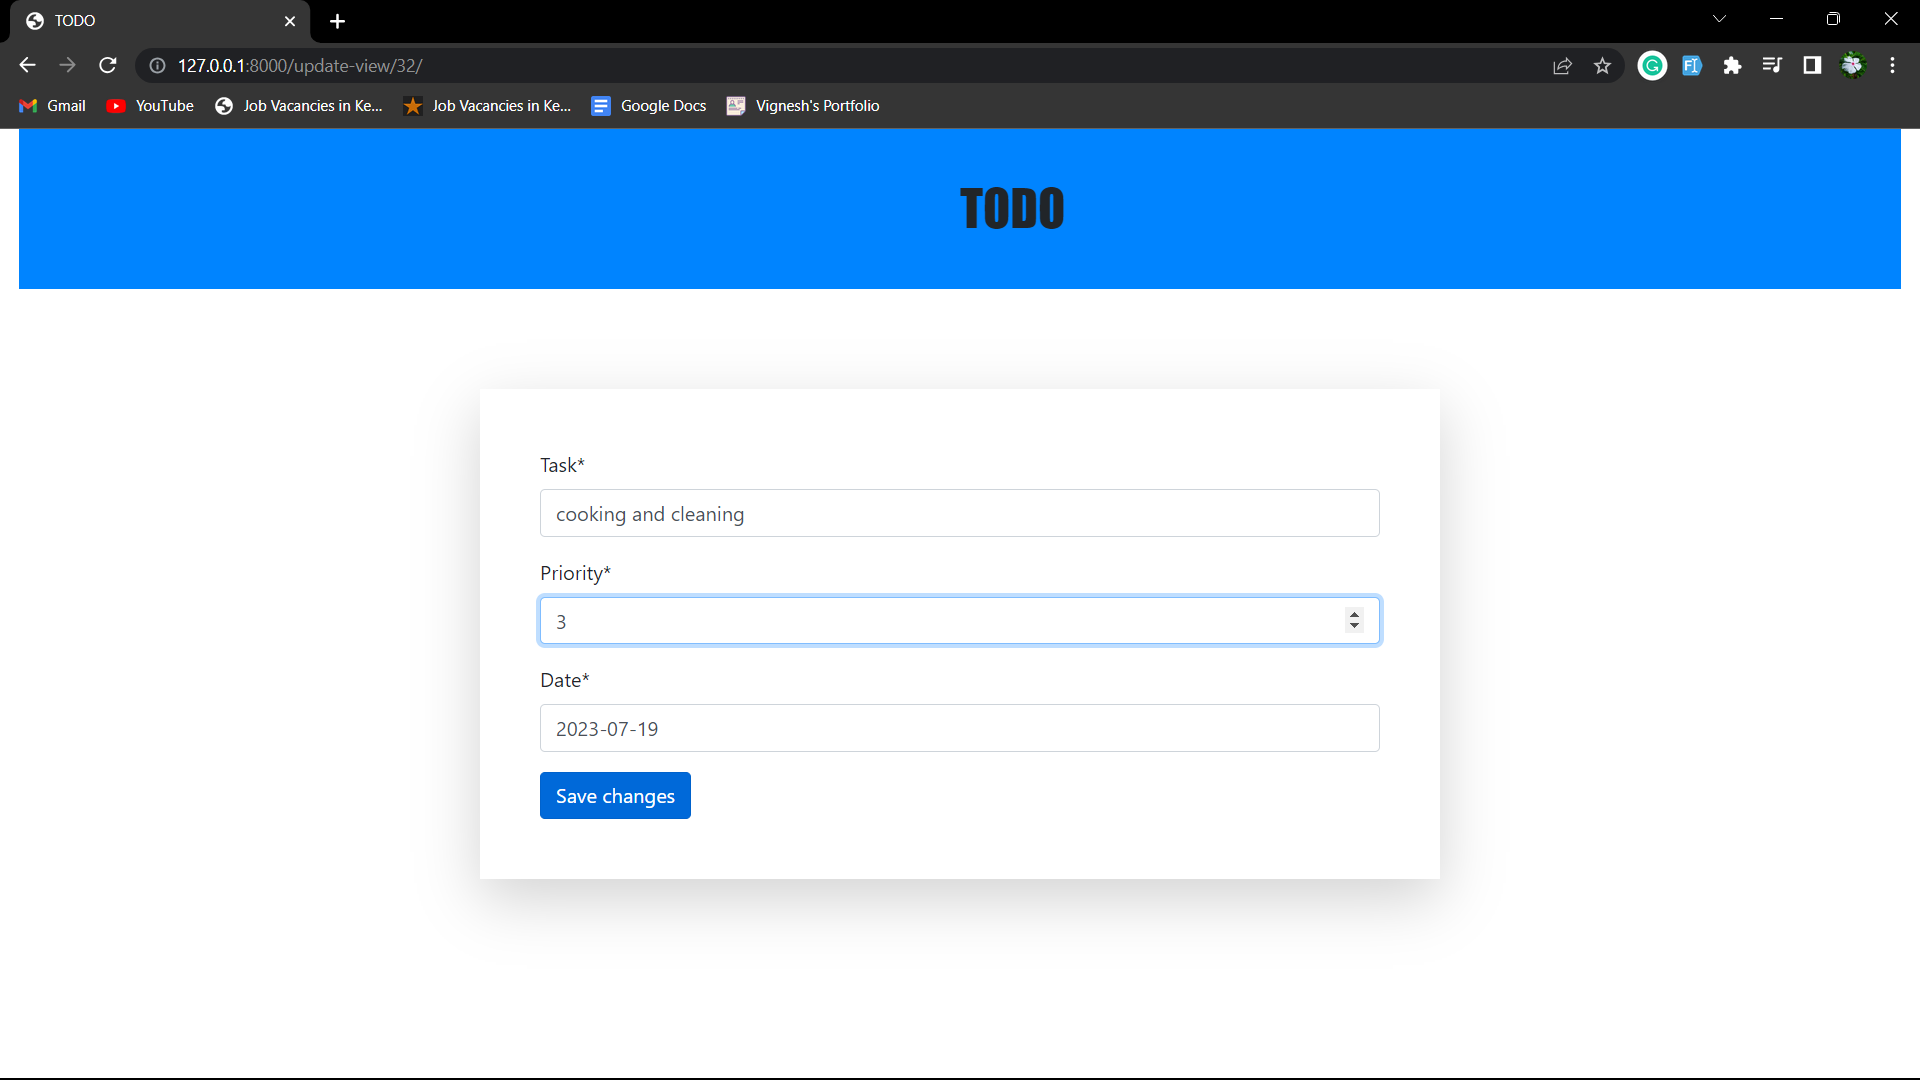 TODO
127.0.0.1:8000/update-view/32/
Gmail YouTube Job Vacancies in Ke... Job Vacancies in Ke... Google Docs Vignesh's Portfolio
TODO
Task*
cooking and cleaning
Priority*
3
Date*
2023-07-19
Save changes